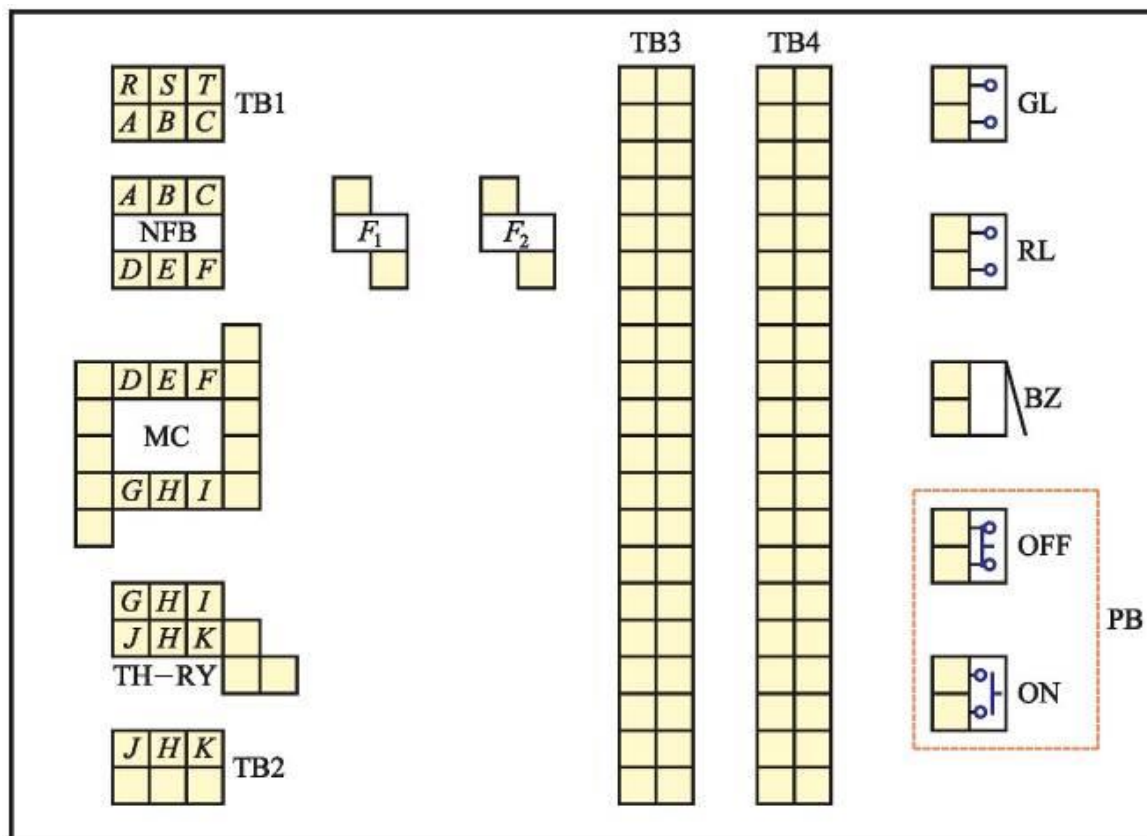 TB3 TB4
R S T
A B C
TB1
GL
A B C
NFB
D E F
F₁
F₂
RL
D E F
MC
G H I
BZ
OFF
PB
ON
G H I
J H K
TH-RY
J H K
TB2